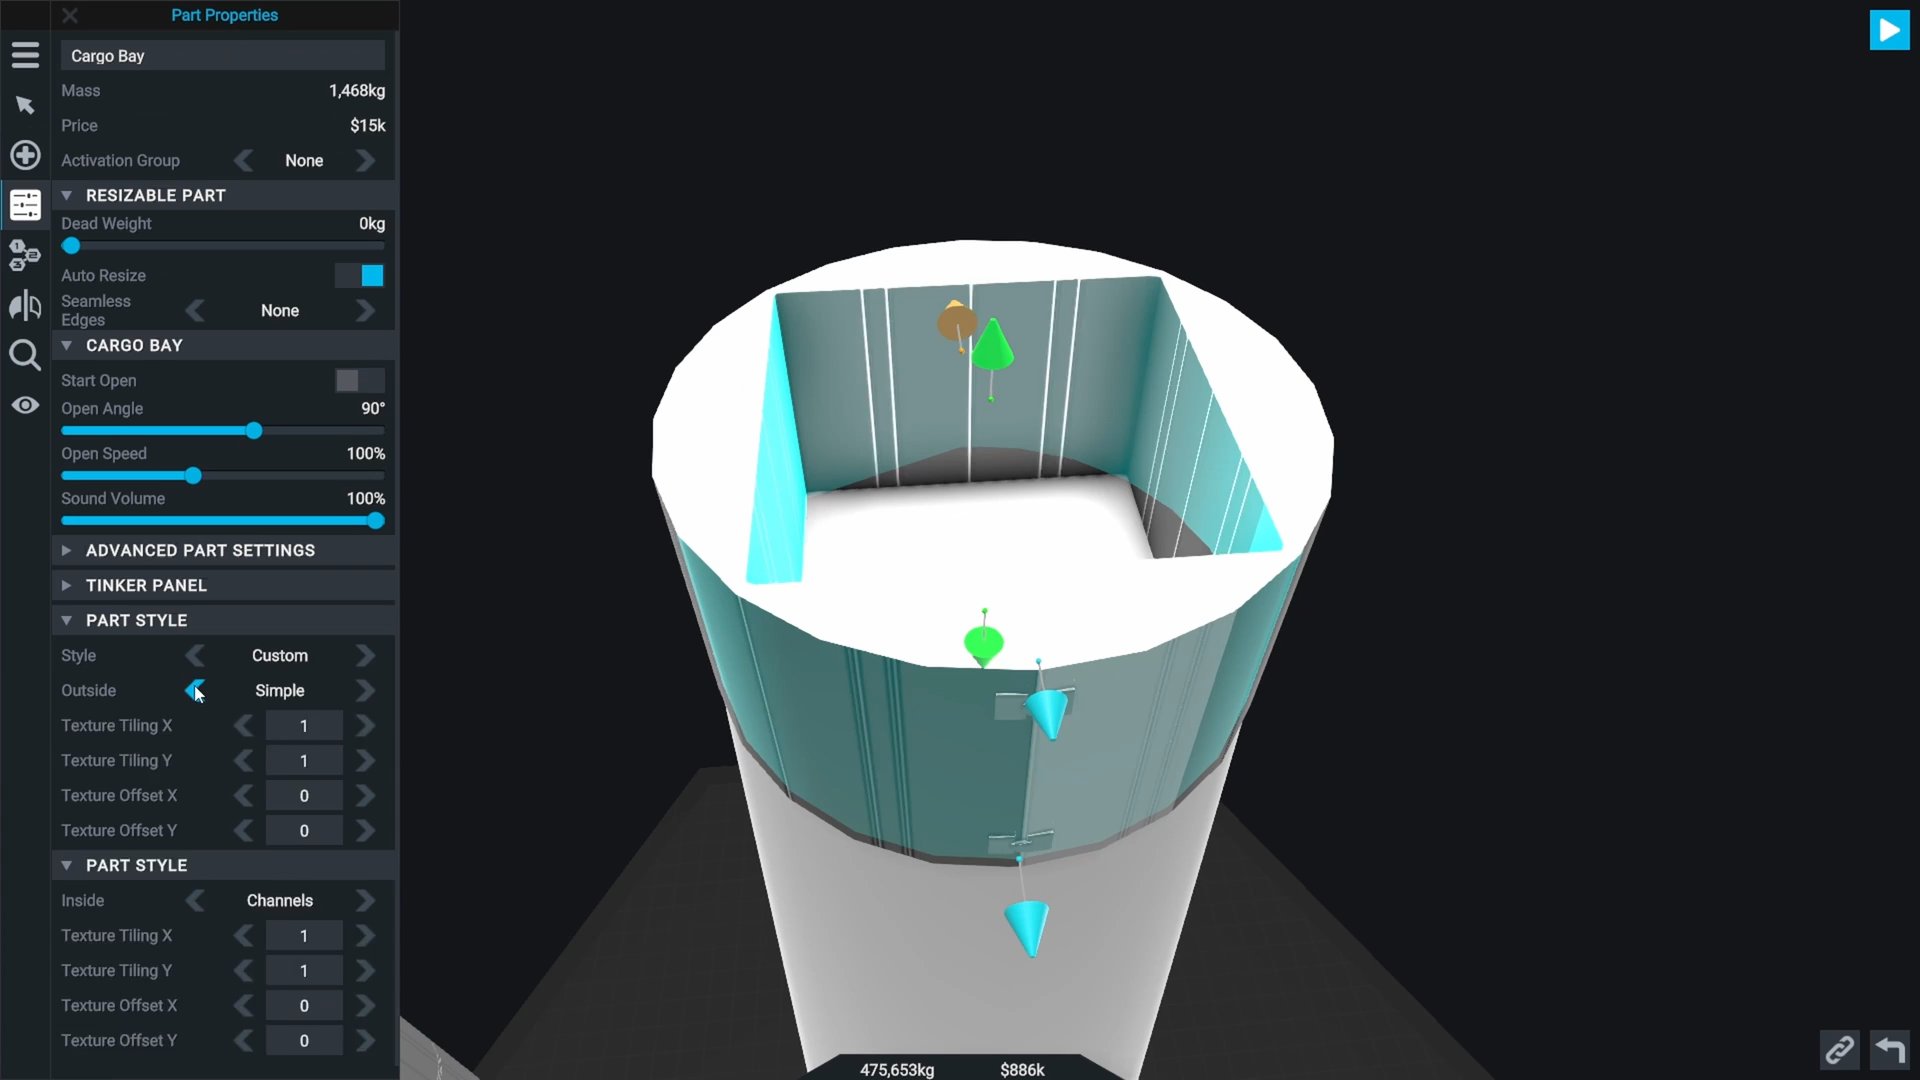 Part Properties
Cargo Bay
Mass 1,468kg
Price $15k
Activation Group None
RESIZABLE PART
Dead Weight 0kg
Auto Resize
Seamless Edges None
CARGO BAY
Start Open
Open Angle 90°
Open Speed 100%
Sound Volume 100%
ADVANCED PART SETTINGS
TINKER PANEL
PART STYLE
Style Custom
Outside Simple
Texture Tiling X 1
Texture Tiling Y 1
Texture Offset X 0
Texture Offset Y 0
PART STYLE
Inside Channels
Texture Tiling X 1
Texture Tiling Y 1
Texture Offset X 0
Texture Offset Y 0
475,653kg $886k